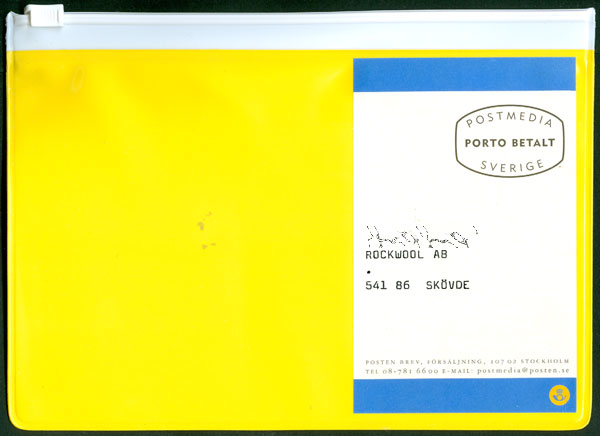 POSTMEDIA
PORTO BETALT
SVERIGE
ROCKWOOL AB
541 86 SKÖVDE
POSTEN BREV, FÖRSÄLJNING, 107 02 STOCKHOLM
TEL 08-781 66 00 E-MAIL: postmedia@posten.se